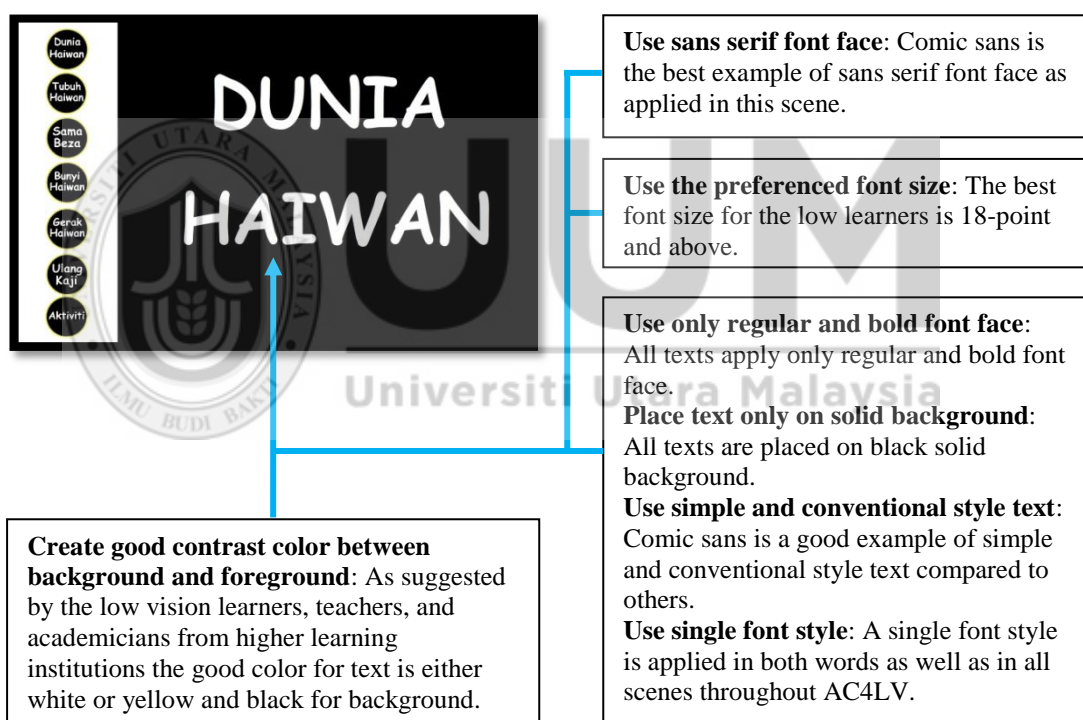 Dunia
Haiwan
Tubuh
Haiwan
Sama
Beza
Bunyi
Haiwan
Gerak
Haiwan
Ulang
Kaji
Aktiviti
DUNIA
HAIWAN
Use sans serif font face: Comic sans is
the best example of sans serif font face as
applied in this scene.
Use the preferenced font size: The best
font size for the low learners is 18-point
and above.
Use only regular and bold font face:
All texts apply only regular and bold font
face.
Place text only on solid background:
All texts are placed on black solid
background.
Use simple and conventional style text:
Comic sans is a good example of simple
and conventional style text compared to
others.
Use single font style: A single font style
is applied in both words as well as in all
scenes throughout AC4LV.
Create good contrast color between
background and foreground: As suggested
by the low vision learners, teachers, and
academicians from higher learning
institutions the good color for text is either
white or yellow and black for background.
UUM
Universiti Utara Malaysia
UNIVERSITI UTARA MALAYSIA
ILMU BUDI BAKTI